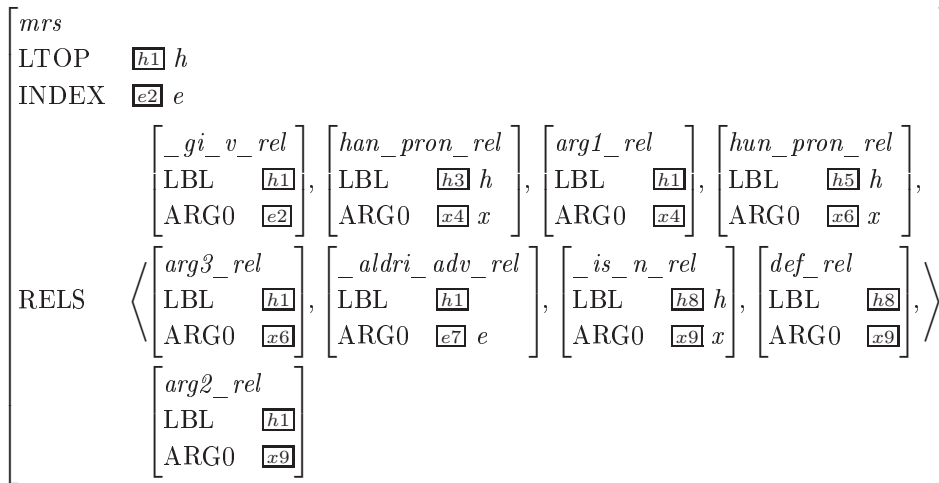 mrs
LTOP h1 h
INDEX e2 e
_gi_v_rel han_pron_rel arg1_rel hun_pron_rel
LBL h1 , LBL h3 h , LBL h1 , LBL h5 h ,
ARG0 e2 ARG0 x4 x ARG0 x4 ARG0 x6 x
arg3_rel _aldri_adv_rel _is_n_rel def_rel
RELS ⟨ LBL h1 , LBL h1 , LBL h8 h , LBL h8 , ⟩
ARG0 x6 ARG0 e7 e ARG0 x9 x ARG0 x9
arg2_rel
LBL h1
ARG0 x9